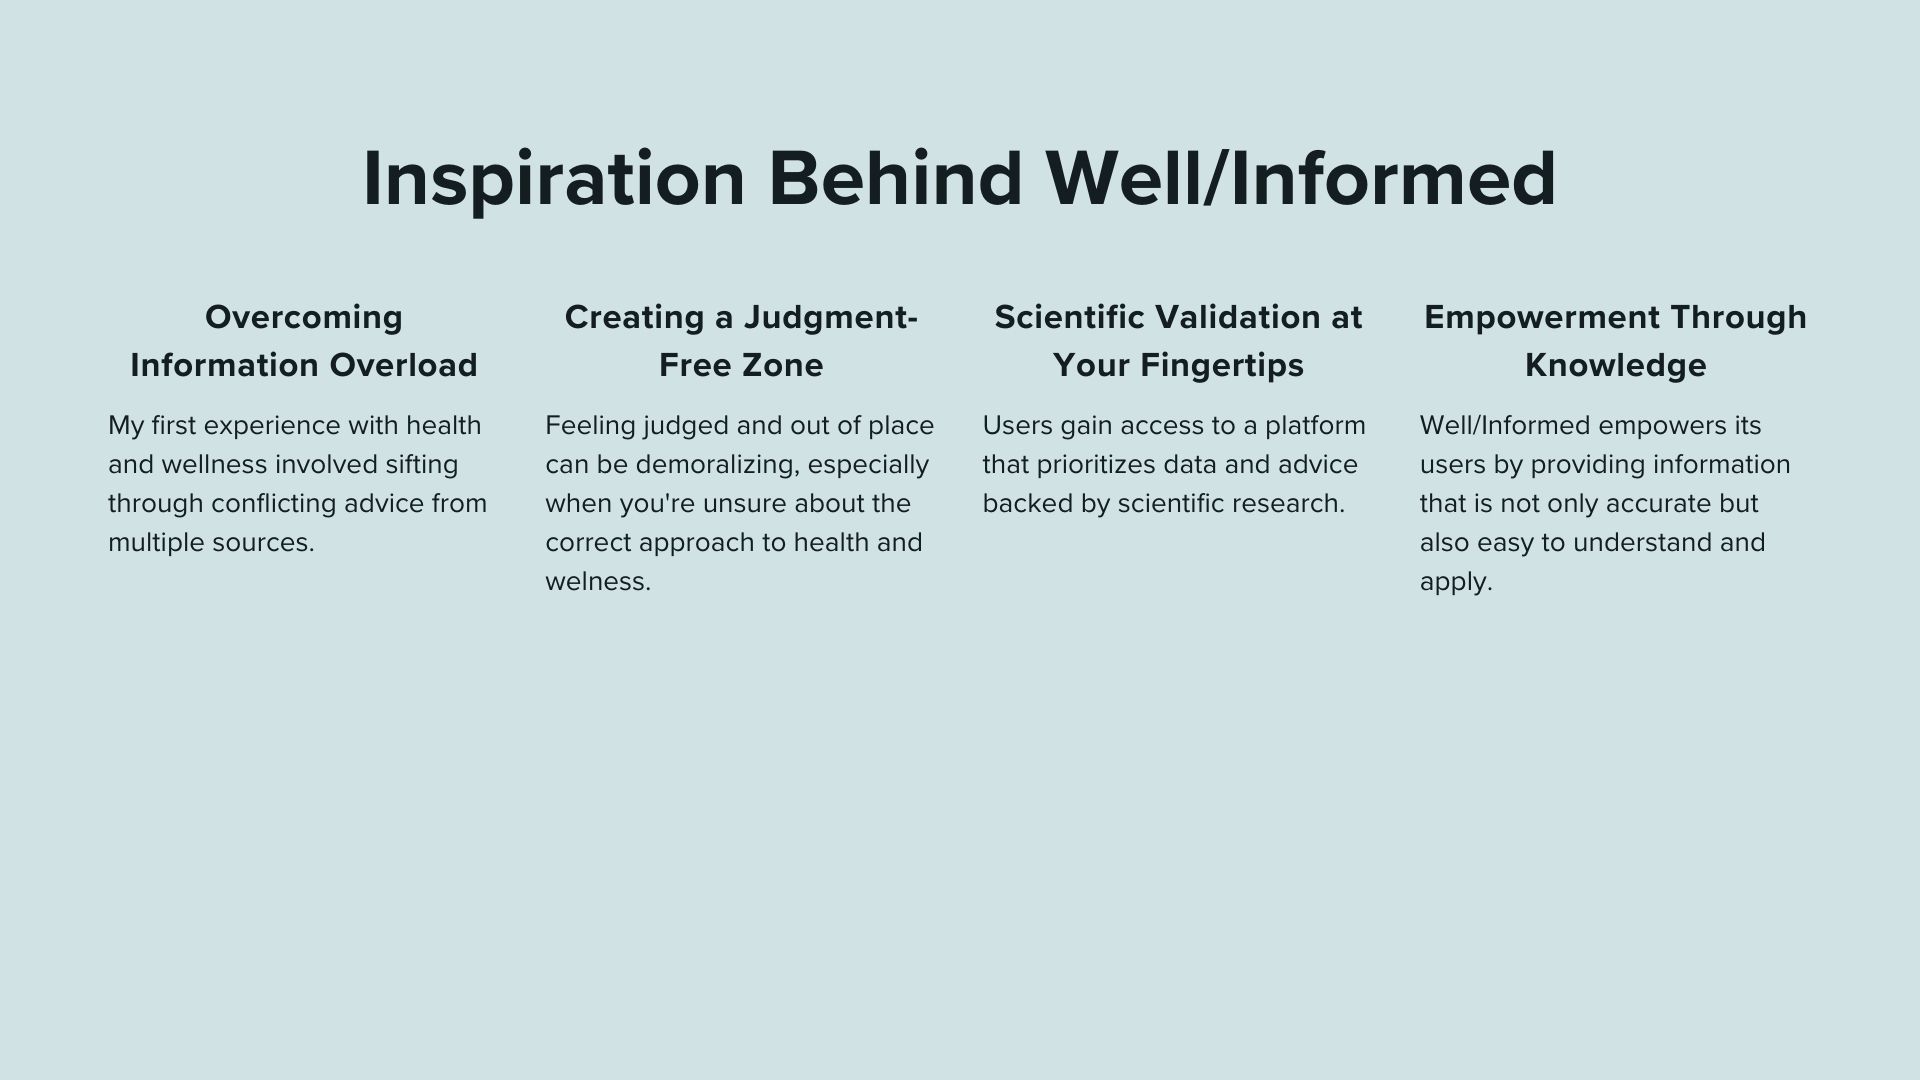 Inspiration Behind Well/Informed
Overcoming
Information Overload
My first experience with health
and wellness involved sifting
through conflicting advice from
multiple sources.
Creating a Judgment-
Free Zone
Feeling judged and out of place
can be demoralizing, especially
when you're unsure about the
correct approach to health and
welness.
Scientific Validation at
Your Fingertips
Users gain access to a platform
that prioritizes data and advice
backed by scientific research.
Empowerment Through
Knowledge
Well/Informed empowers its
users by providing information
that is not only accurate but
also easy to understand and
apply.